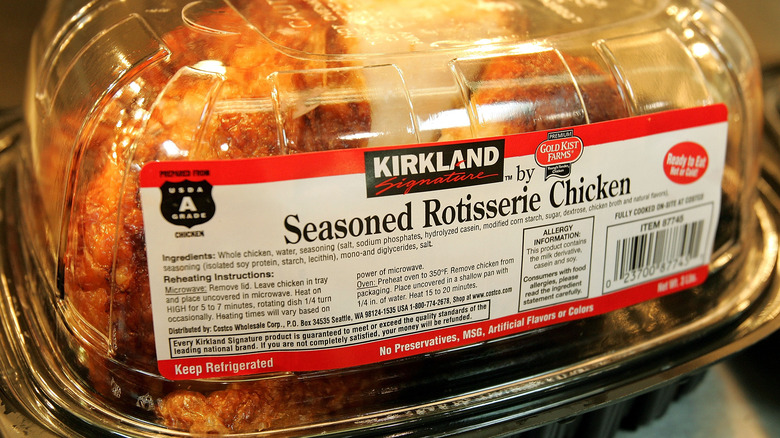 PREPARED FROM
USDA
A
GRADE
CHICKEN
KIRKLAND
Signature™ by
PREMIUM
GOLD KIST
FARMS
Ready to Eat
Hot or Cold!
Seasoned Rotisserie Chicken
Ingredients: Whole chicken, water, seasoning (salt, sodium phosphates, hydrolyzed casein, modified corn starch, sugar, dextrose, chicken broth and natural flavors),
seasoning (isolated soy protein, starch, lecithin), mono-and diglycerides, salt.
Reheating Instructions:
Microwave: Remove lid. Leave chicken in tray
and place uncovered in microwave. Heat on
HIGH for 5 to 7 minutes, rotating dish 1/4 turn
Heating times will vary based on
power of microwave.
Oven: Preheat oven to 350°F. Remove chicken from
packaging. Place uncovered in a shallow pan with
1/4 in. of water. Heat 15 to 20 minutes.
ALLERGY
INFORMATION:
This product contains
the milk derivative,
casein and soy.
Consumers with food
allergies, please read
the ingredient
statement carefully.
FULLY COOKED ON-SITE AT COSTCO
ITEM 87745
Distributed by: Costco Wholesale Corp., P.O. Box 34535 Seattle, WA 98124-1535 USA 1-800-774-2678, Shop at www.costco
Every Kirkland Signature product is guaranteed to meet or exceed the quality standards of the
leading national brand. If you are not completely satisfied, your money will be refunded.
Keep Refrigerated
No Preservatives, MSG, Artificial Flavors or Colors
Net Wt. 3 Lbs.